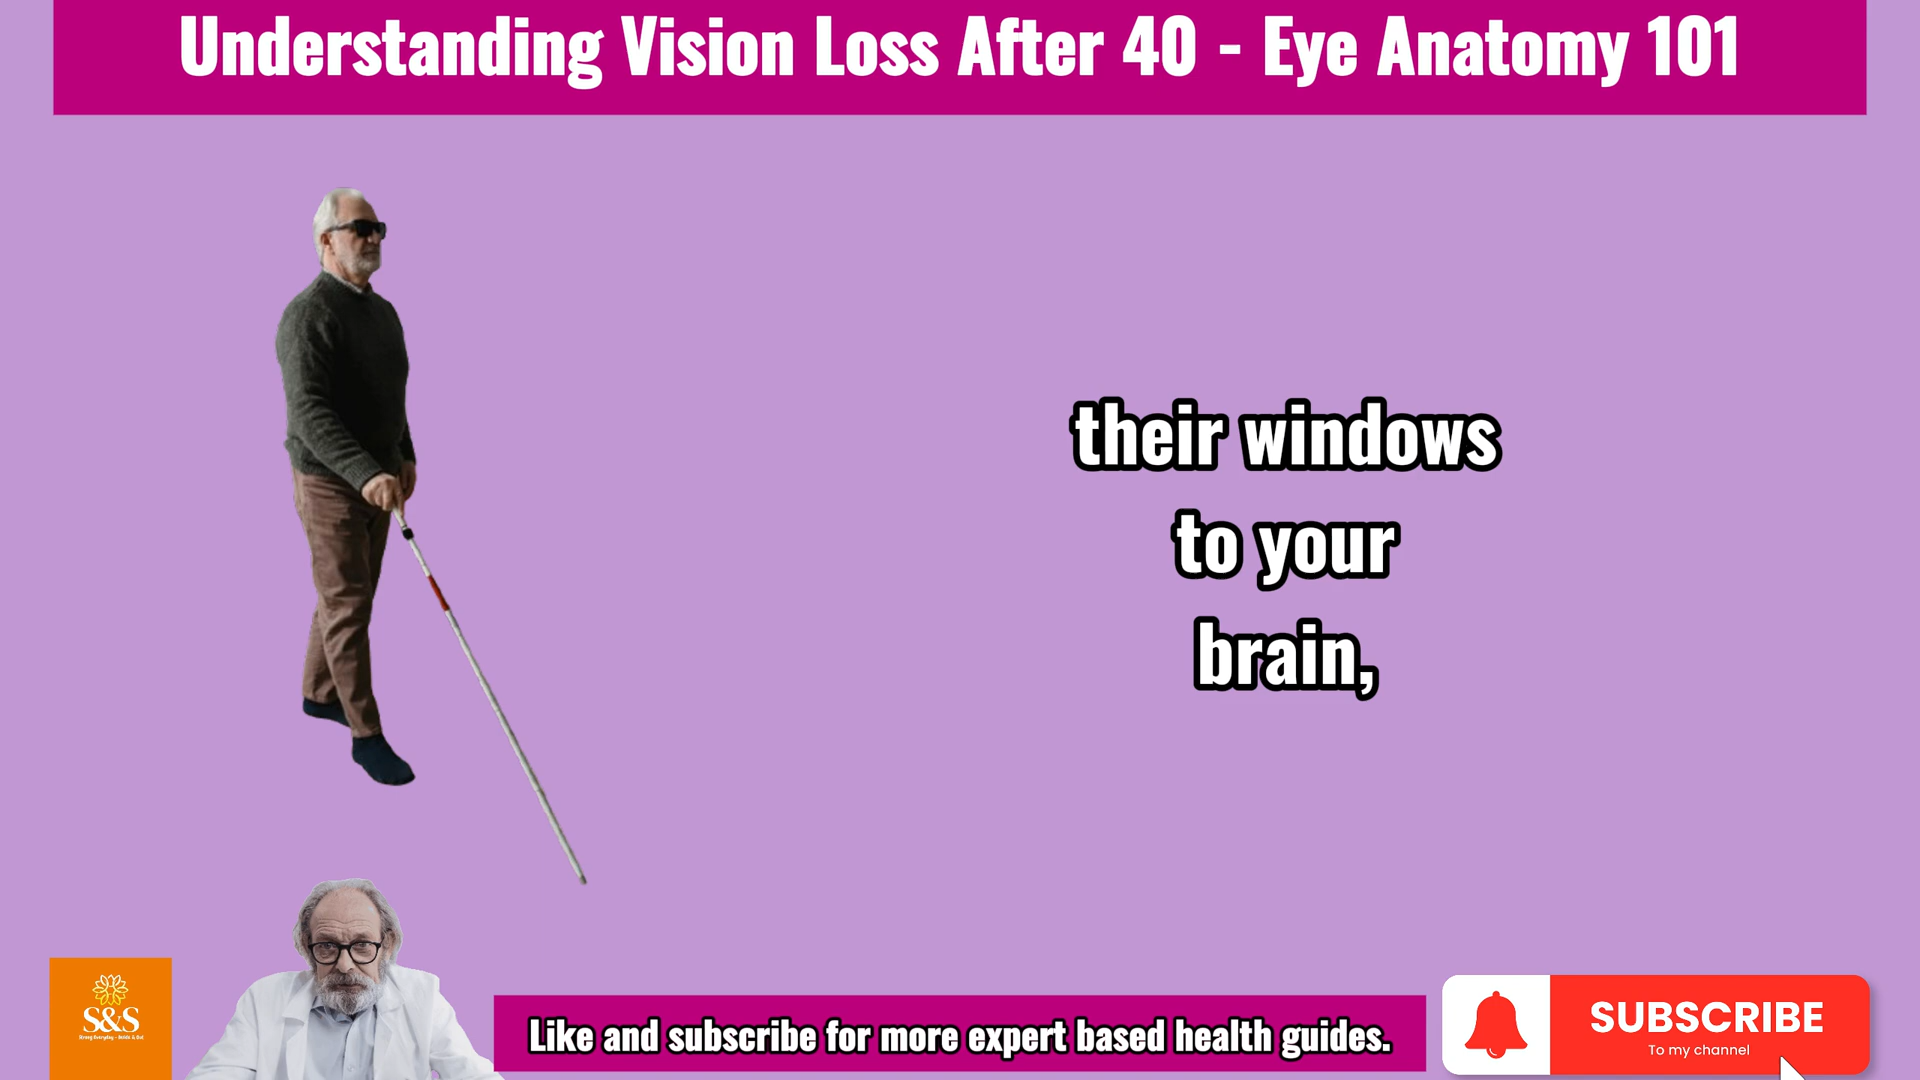 Understanding Vision Loss After 40 - Eye Anatomy 101
their windows
to your
brain,
S&S
Like and subscribe for more expert based health guides.
SUBSCRIBE
To my channel